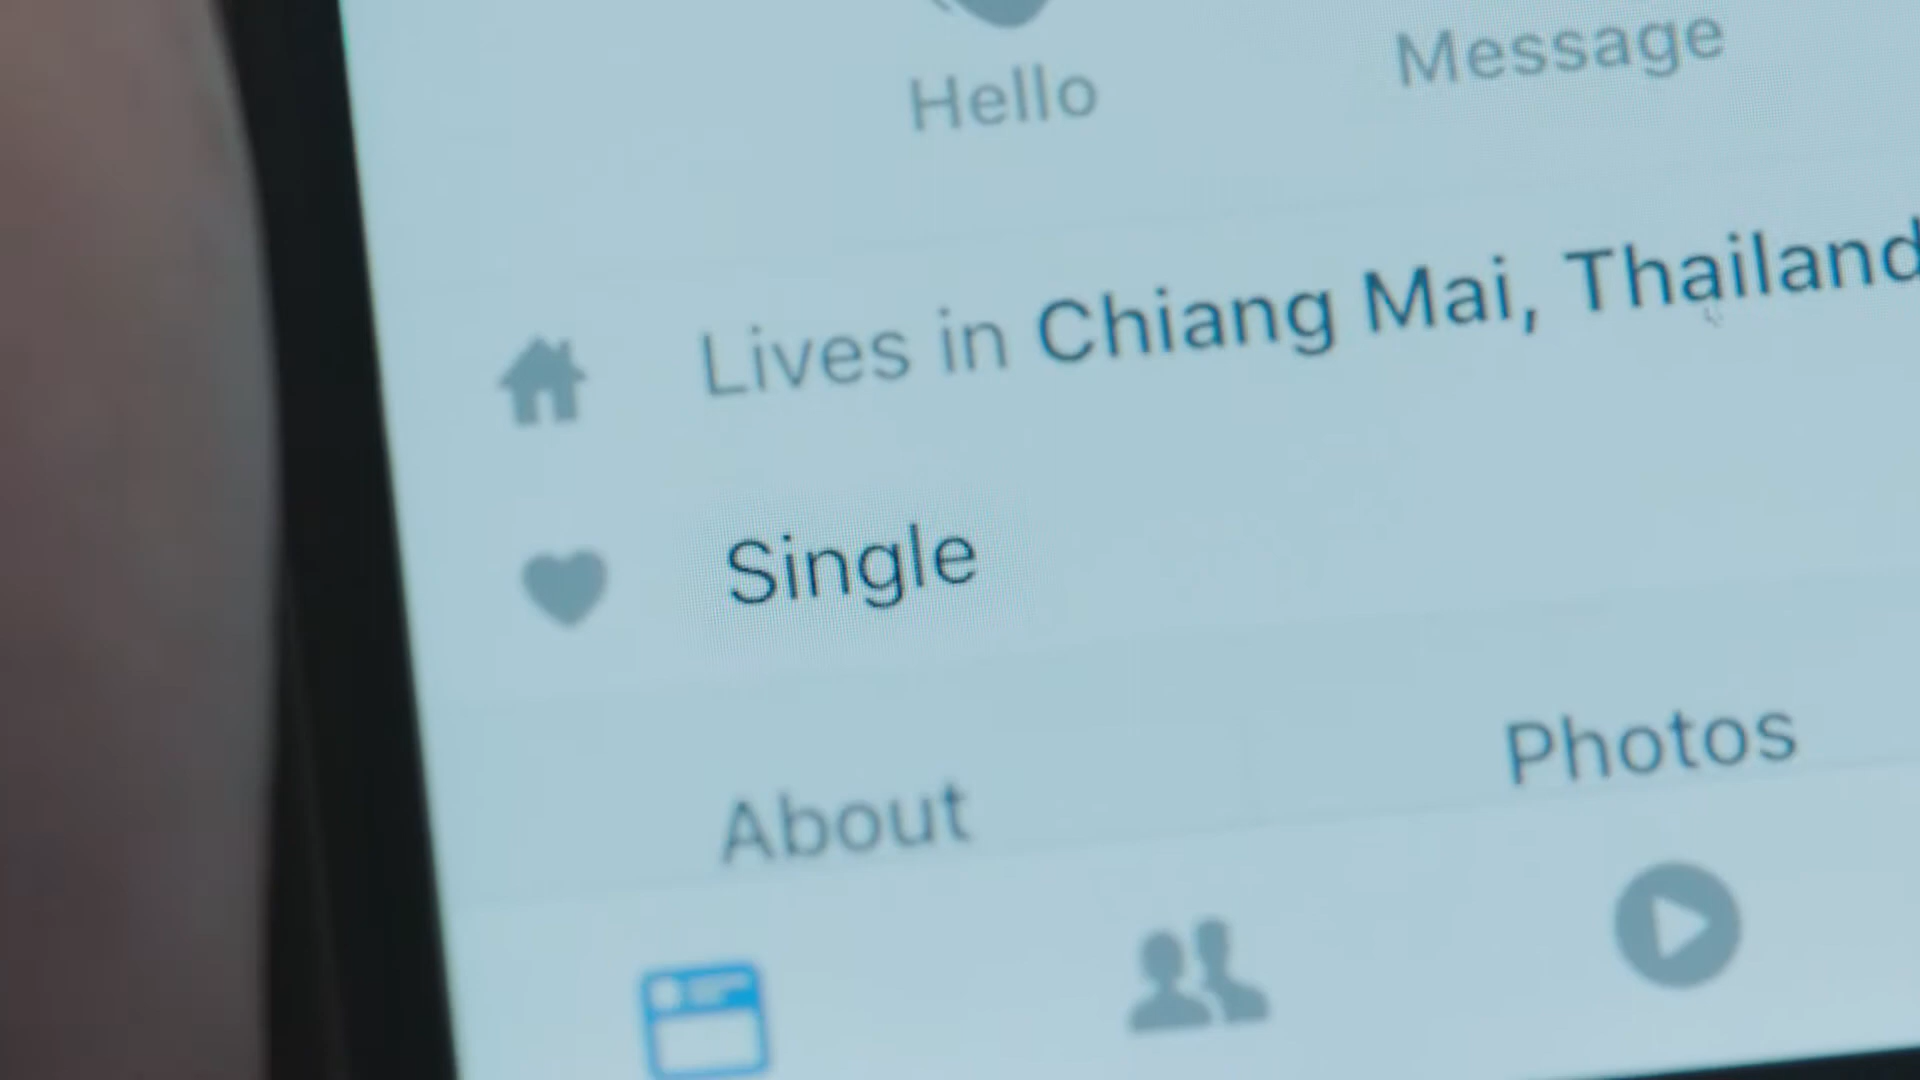 Hello
Message
Lives in Chiang Mai, Thailand
Single
About
Photos